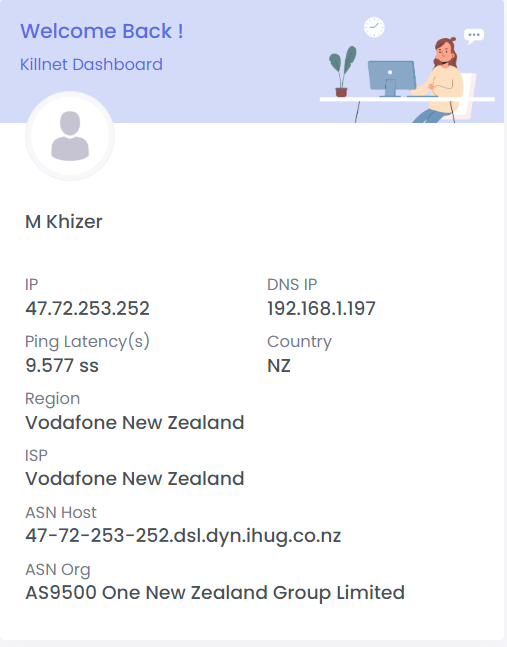 Welcome Back !
Killnet Dashboard
M Khizer
IP
47.72.253.252
DNS IP
192.168.1.197
Ping Latency(s)
9.577 ss
Country
NZ
Region
Vodafone New Zealand
ISP
Vodafone New Zealand
ASN Host
47-72-253-252.dsl.dyn.ihug.co.nz
ASN Org
AS9500 One New Zealand Group Limited